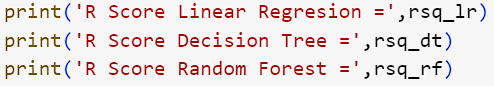 print('R Score Linear Regresion =',rsq_lr)
print('R Score Decision Tree =',rsq_dt)
print('R Score Random Forest =',rsq_rf)